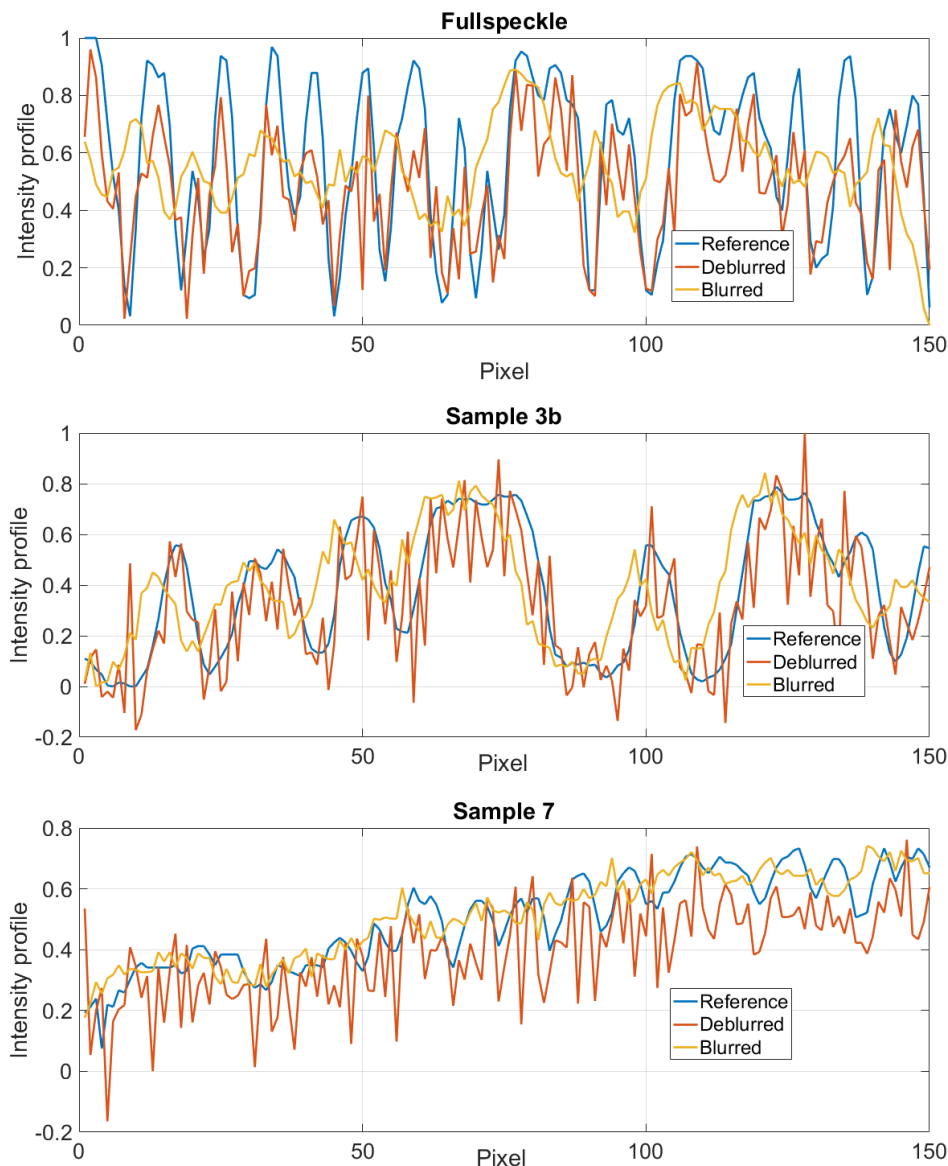 Fullspeckle
1
0.8
0.6
0.4
0.2
0
Intensity profile
Reference
Deblurred
Blurred
0
50
100
150
Pixel
Sample 3b
1
0.8
0.6
0.4
0.2
0
-0.2
Intensity profile
Reference
Deblurred
Blurred
0
50
100
150
Pixel
Sample 7
0.8
0.6
0.4
0.2
0
-0.2
Intensity profile
Reference
Deblurred
Blurred
0
50
100
150
Pixel